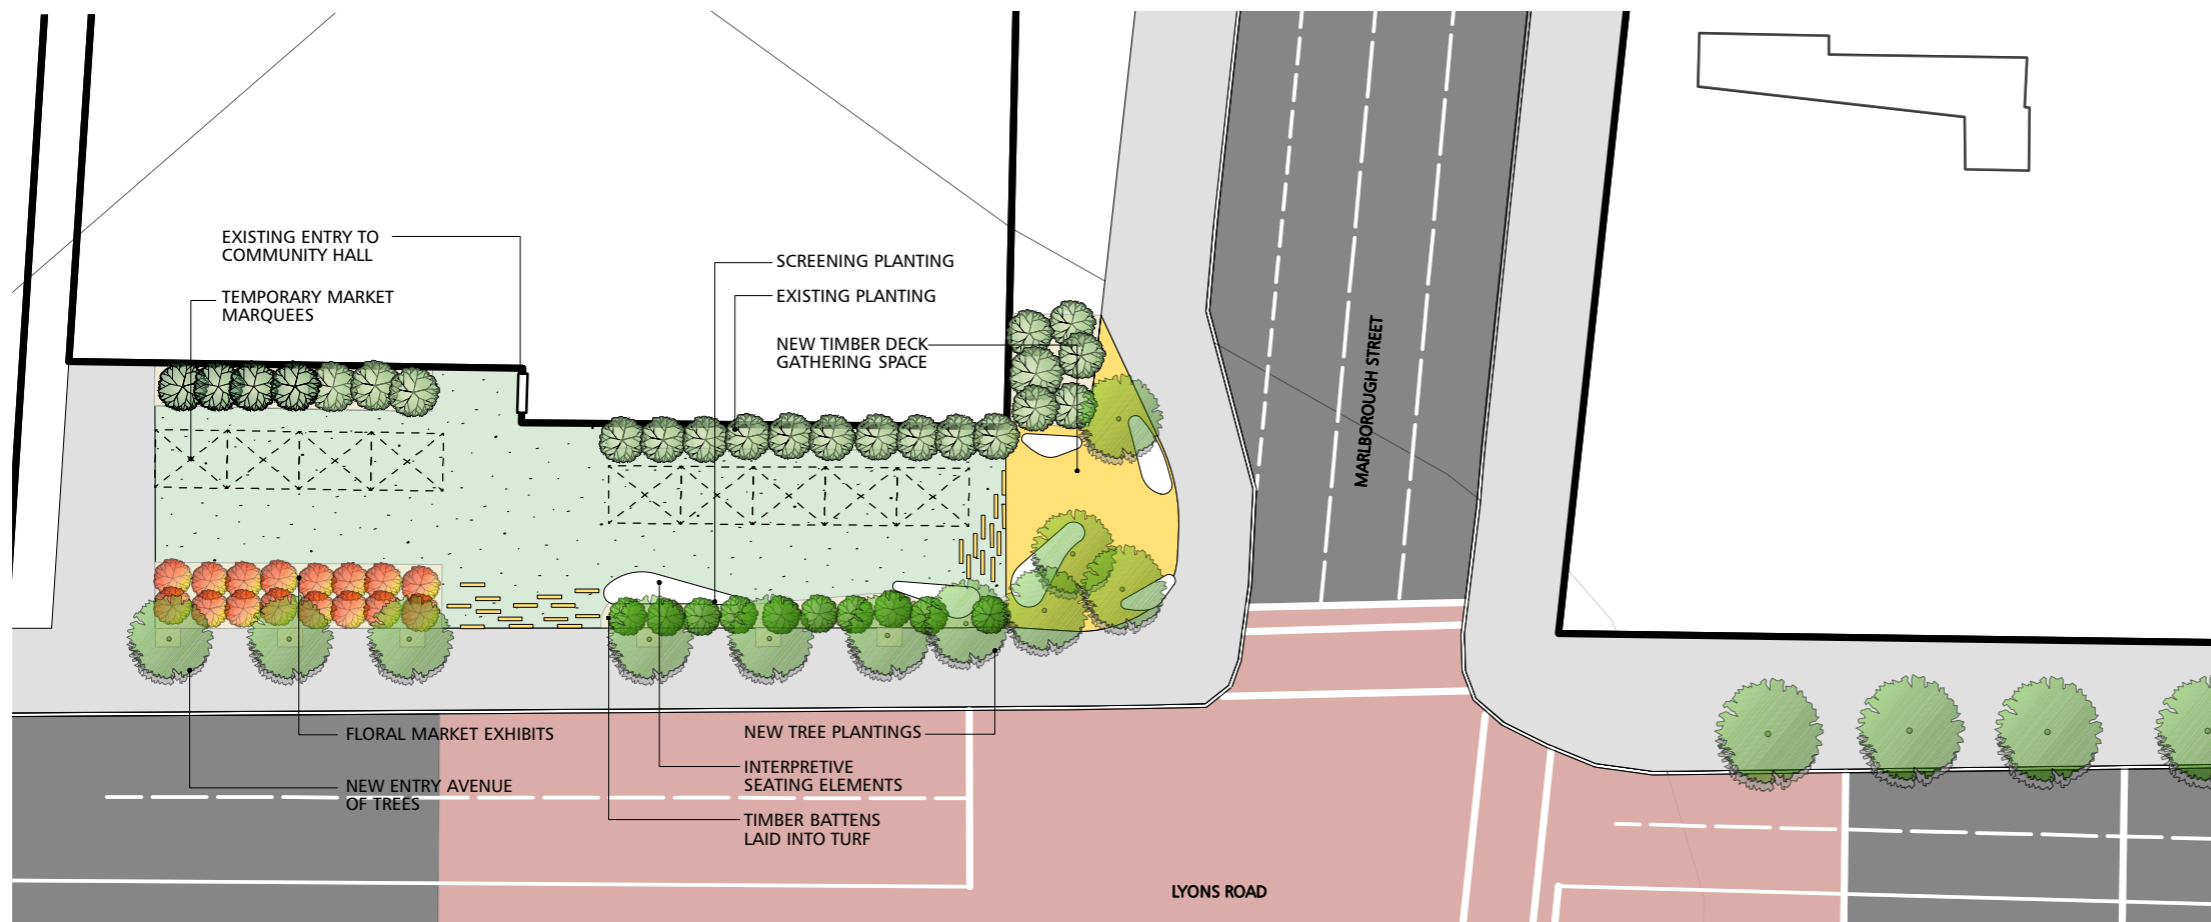 EXISTING ENTRY TO
COMMUNITY HALL
TEMPORARY MARKET
MARQUEES
SCREENING PLANTING
EXISTING PLANTING
NEW TIMBER DECK
GATHERING SPACE
MARLBOROUGH STREET
FLORAL MARKET EXHIBITS
NEW ENTRY AVENUE
OF TREES
NEW TREE PLANTINGS
INTERPRETIVE
SEATING ELEMENTS
TIMBER BATTENS
LAID INTO TURF
LYONS ROAD